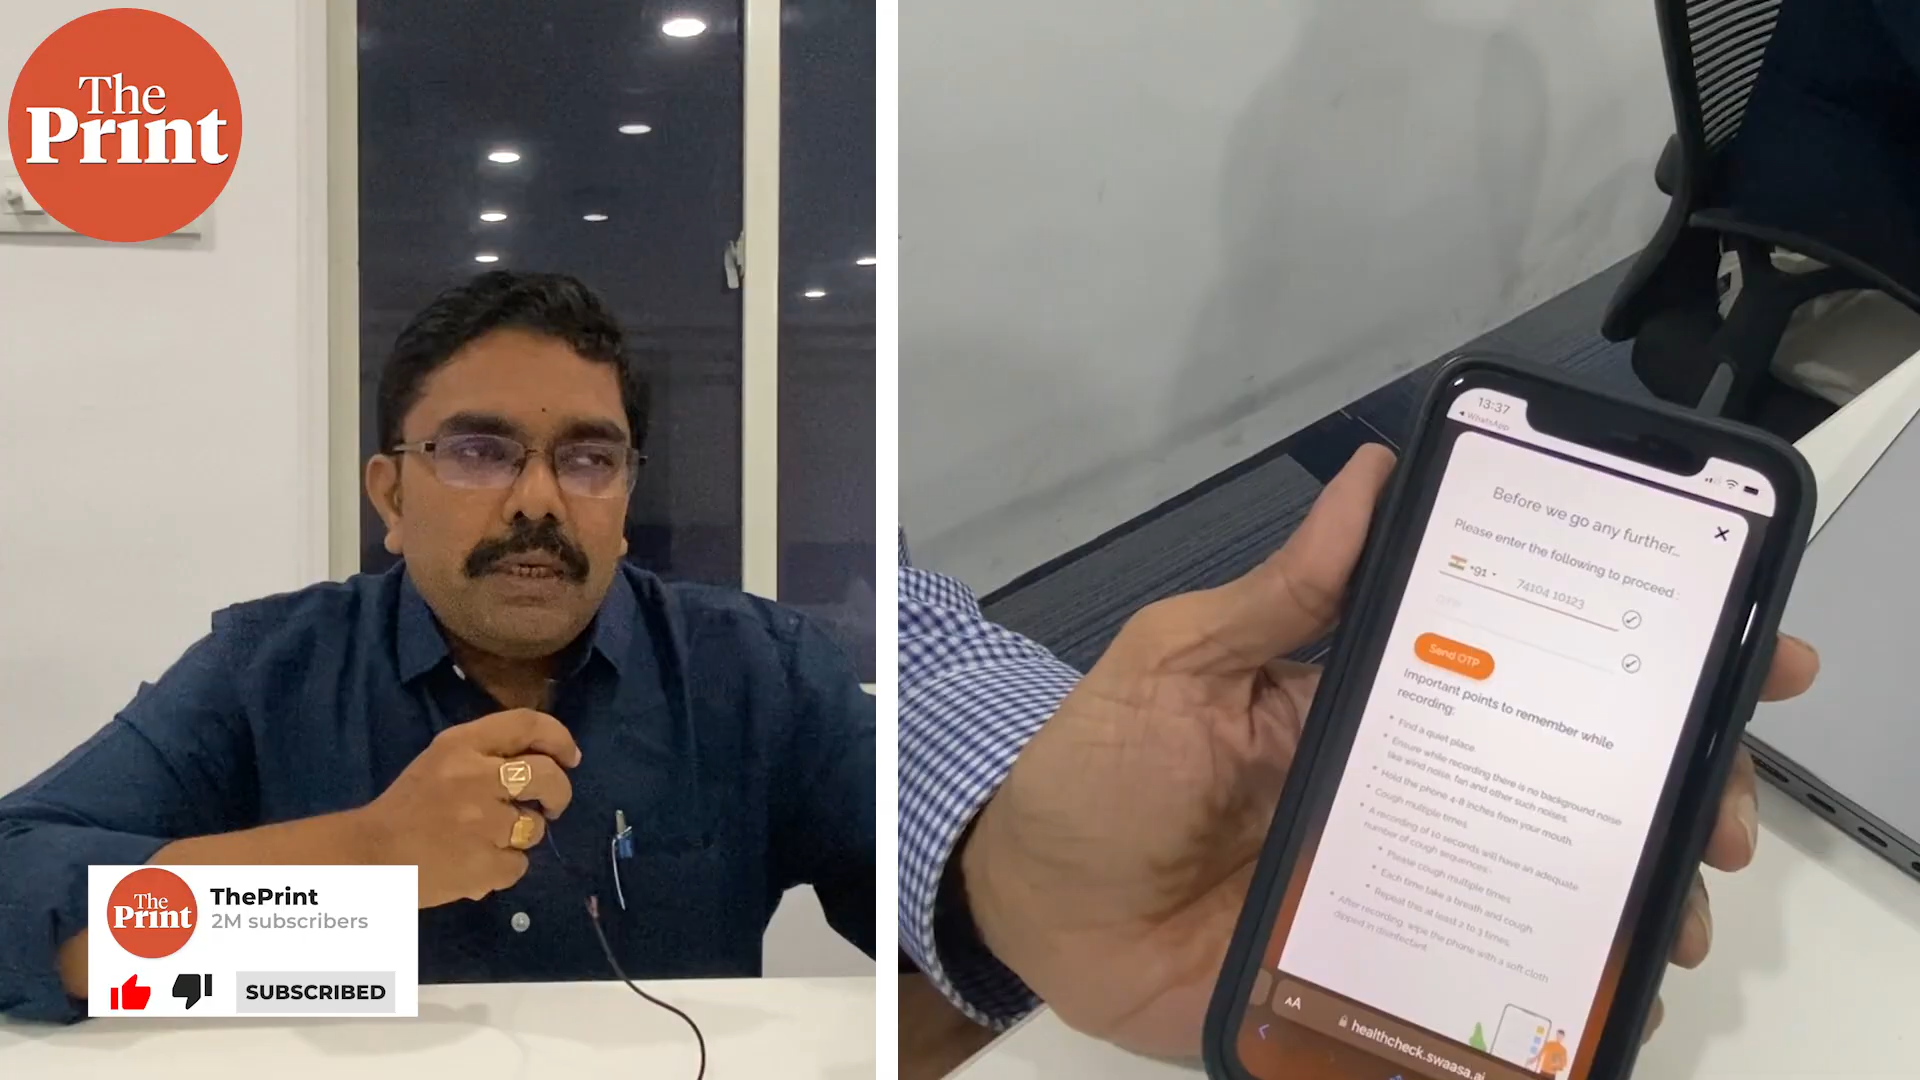 The
Print
ThePrint
2M subscribers
SUBSCRIBED
The
Print
N
13:37
WhatsApp
Before we go any further...
Please enter the following to proceed :
+91
74104 10123
OTP
Send OTP
Important points to remember while
recording:
Find a quiet place.
Ensure while recording there is no background noise
like wind noise, fan and other such noises.
Hold the phone 4-8 inches from your mouth.
Cough multiple times.
A recording of 10 seconds will have an adequate
number of cough sequences:-
Please cough multiple times.
Each time take a breath and cough
Repeat this at least 2 to 3 times.
After recording, wipe the phone with a soft cloth
dipped in disinfectant.
AA
healthcheck.swaasa.ai